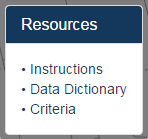 Resources
• Instructions
• Data Dictionary
• Criteria